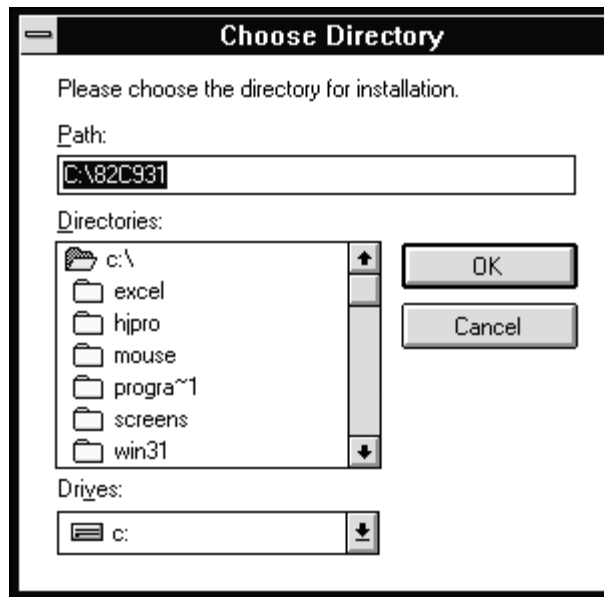 Choose Directory
Please choose the directory for installation.
Path:
C:\82C931
Directories:
c:\
excel
hjpro
mouse
progra~1
screens
win31
OK
Cancel
Drives:
c: